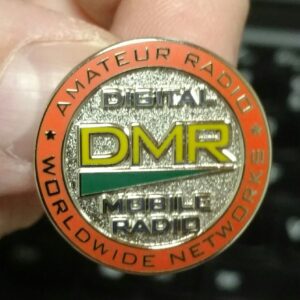 AMATEUR RADIO
DIGITAL
DMR
MOBILE
RADIO
WORLDWIDE NETWORKS